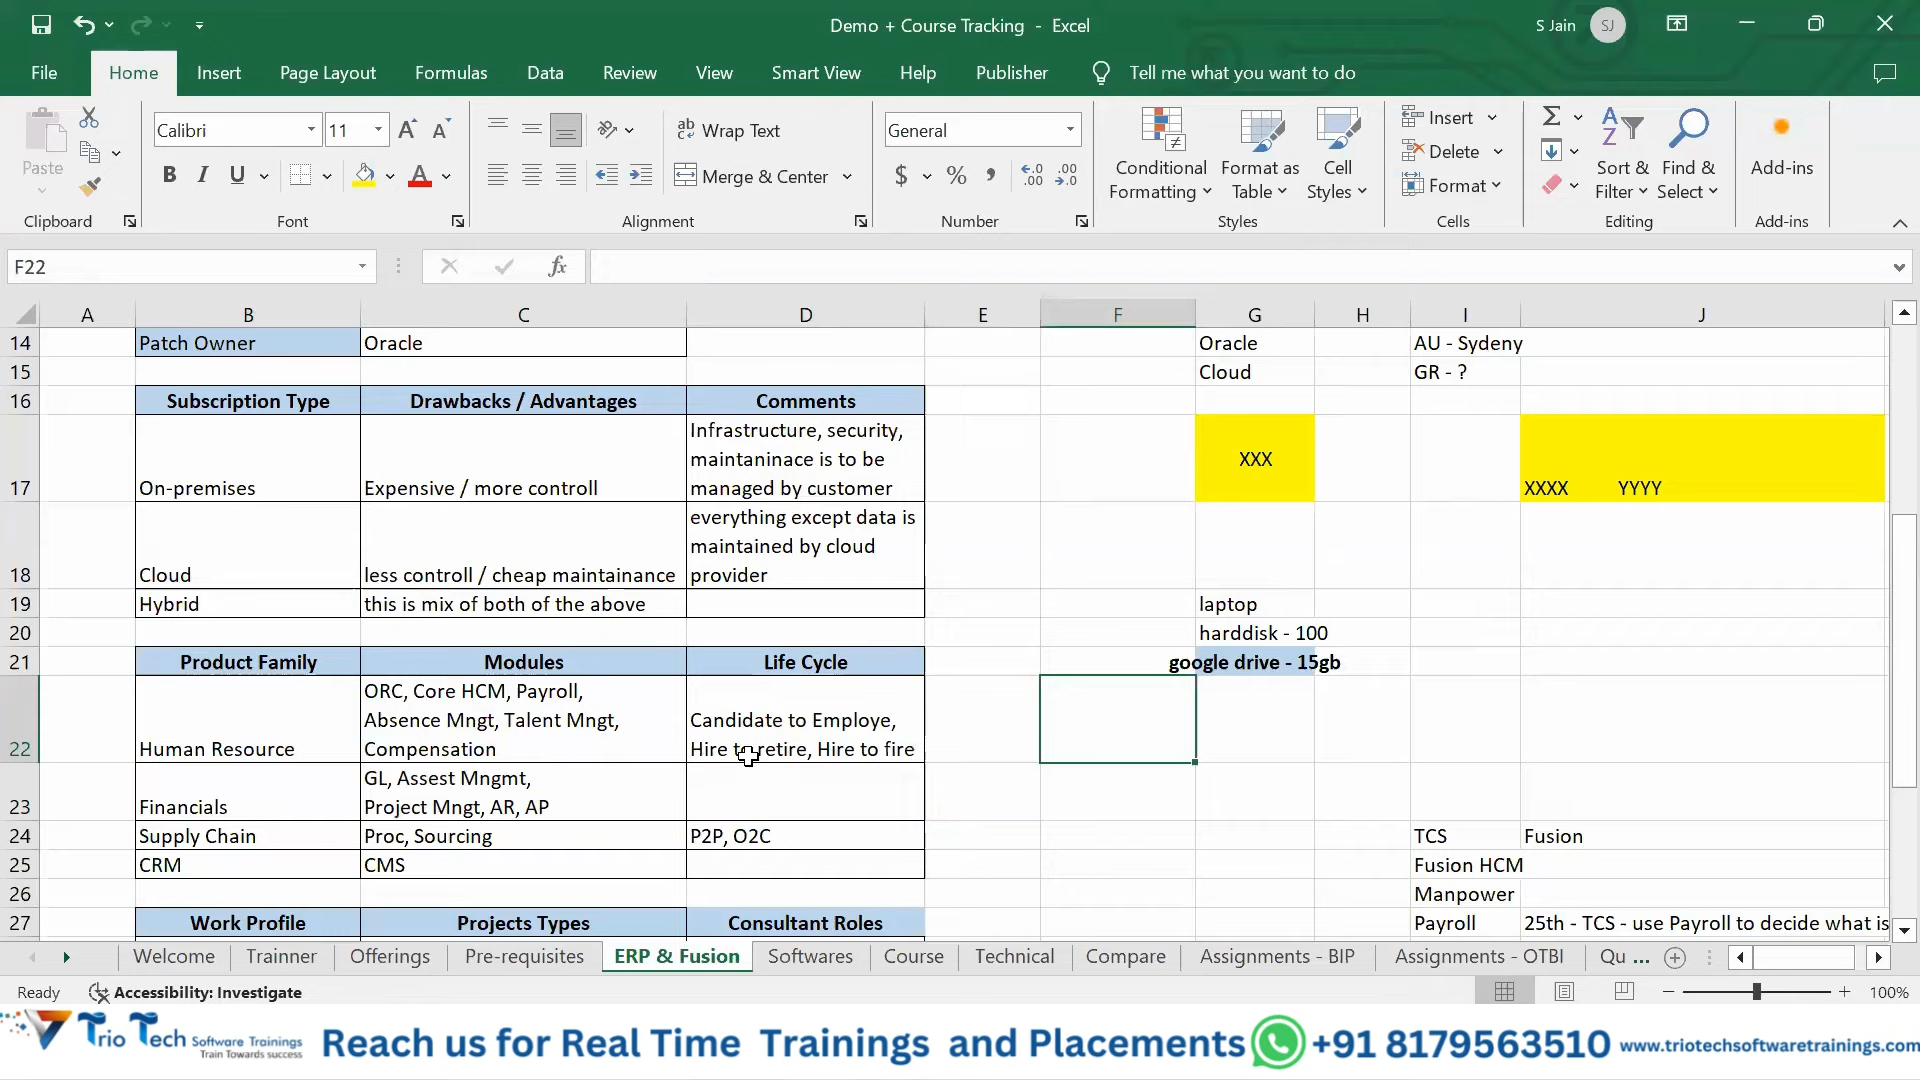 Demo + Course Tracking - Excel
S Jain
SJ
File
Home
Insert
Page Layout
Formulas
Data
Review
View
Smart View
Help
Publisher
Tell me what you want to do
Paste
Calibri
11
Wrap Text
Merge & Center
General
Conditional Formatting
Format as Table
Cell Styles
Insert
Delete
Format
Sort & Filter
Find & Select
Add-ins
Clipboard
Font
Alignment
Number
Styles
Cells
Editing
Add-ins
F22
fx
A B C D E F G H I J
14 Patch Owner Oracle Oracle AU - Sydeny
15 Cloud GR - ?
16 Subscription Type Drawbacks / Advantages Comments
17 On-premises Expensive / more controll
Infrastructure, security,
maintaninace is to be
managed by customer
XXX
XXXX YYYY
18 Cloud less controll / cheap maintainance
everything except data is
maintained by cloud
provider
19 Hybrid this is mix of both of the above laptop
20 harddisk - 100
21 Product Family Modules Life Cycle google drive - 15gb
22 Human Resource
ORC, Core HCM, Payroll,
Absence Mngt, Talent Mngt,
Compensation
Candidate to Employe,
Hire to retire, Hire to fire
23 Financials
GL, Assest Mngmt,
Project Mngt, AR, AP
24 Supply Chain Proc, Sourcing P2P, O2C TCS Fusion
25 CRM CMS Fusion HCM
26 Manpower
27 Work Profile Projects Types Consultant Roles Payroll 25th - TCS - use Payroll to decide what is
Welcome
Trainner
Offerings
Pre-requisites
ERP & Fusion
Softwares
Course
Technical
Compare
Assignments - BIP
Assignments - OTBI
Qu ...
Ready
Accessibility: Investigate
100%
Trio Tech Software Trainings
Train Towards success
Reach us for Real Time Trainings and Placements +91 8179563510 www.triotechsoftwaretrainings.com